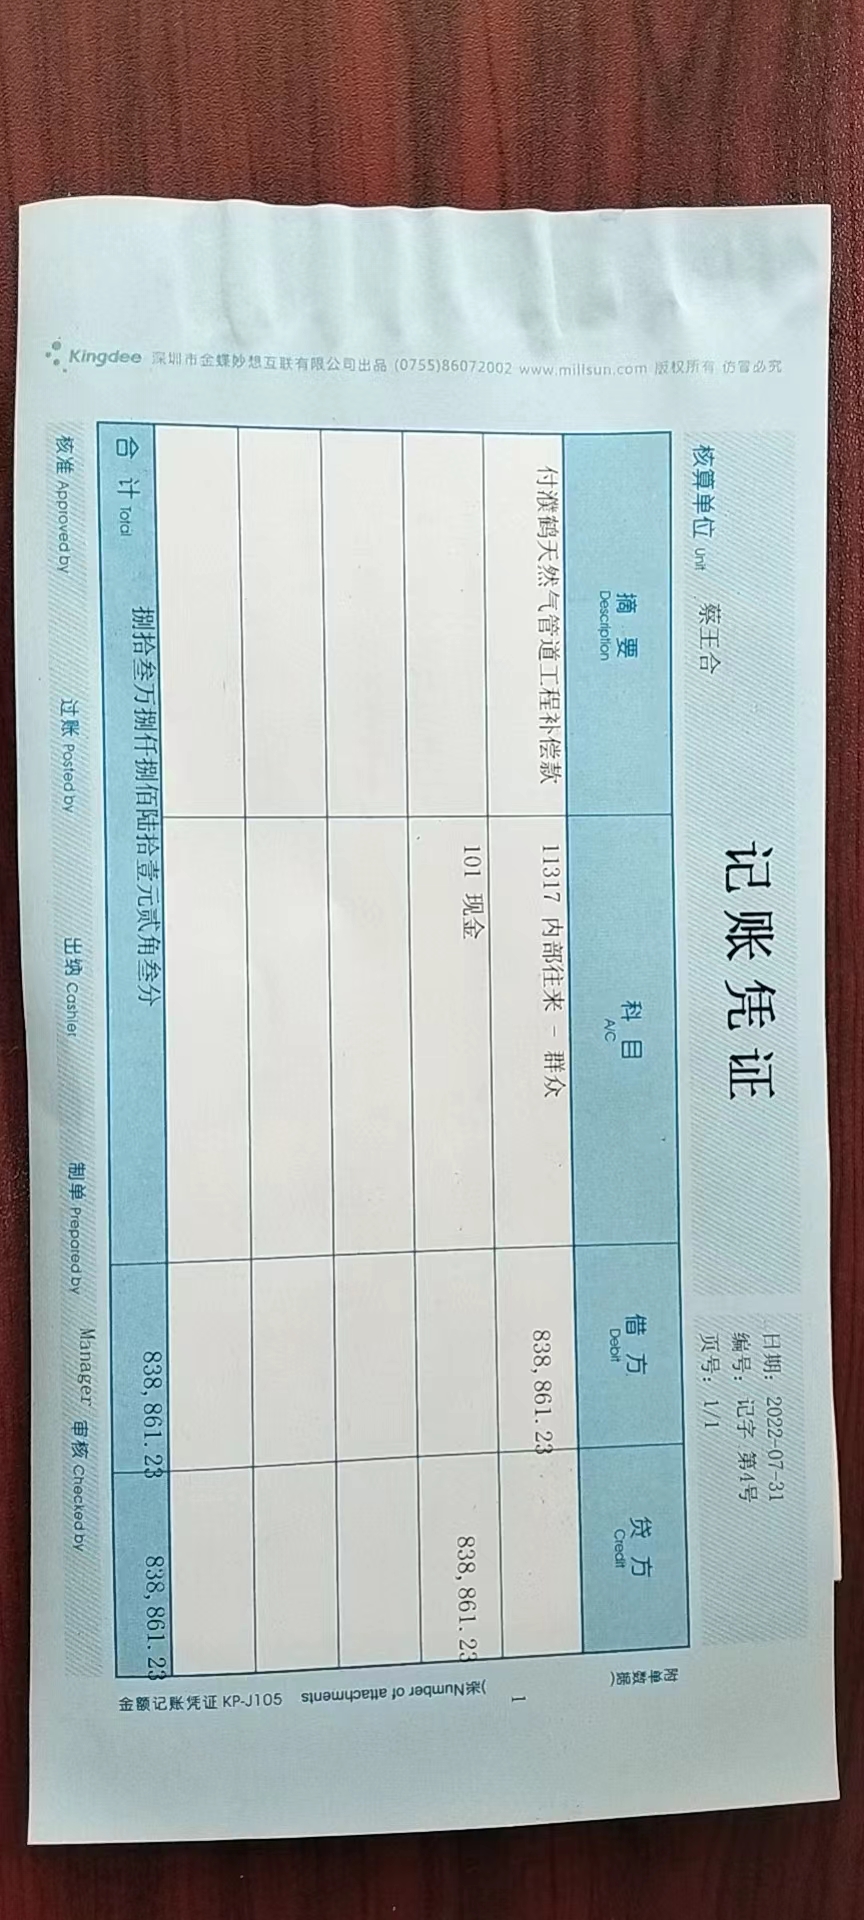 记账凭证
日期: 2022-07-31
编号: 记字 第4号
页号: 1/1
核算单位 Unit 蔡王合
摘要 Description 科目 A/C 借方 Debit 贷方 Credit
付濮鹤天然气管道工程补偿款 11317 内部往来 - 群众 838,861.23
101 现金 838,861.23
合计 Total 捌拾叁万捌仟捌佰陆拾壹元贰角叁分 838,861.23 838,861.23
核准 Approved by 过账 Posted by 出纳 Cashier 制单 Prepared by Manager 审核 Checked by
附单数据(
1
)张 Number of attachments
金额记账凭证 KP-J105
Kingdee 深圳市金蝶妙想互联有限公司出品 (0755)86072002 www.millsun.com 版权所有 仿冒必究